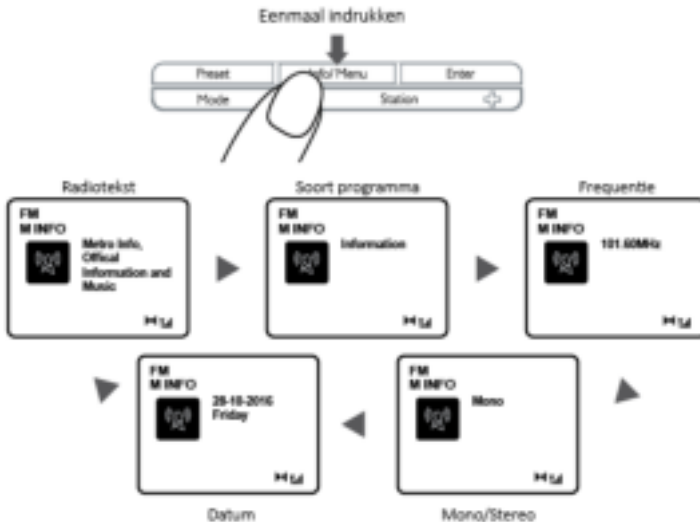 Eenmaal indrukken
Preset
Info/Menu
Enter
Mode
Station
Radiotekst
Soort programma
Frequentie
FM
M INFO
Metro Info,
Offical
Information and
Music
FM
M INFO
Information
FM
M INFO
101.60MHz
FM
M INFO
28-10-2016
Friday
FM
M INFO
Mono
Datum
Mono/Stereo